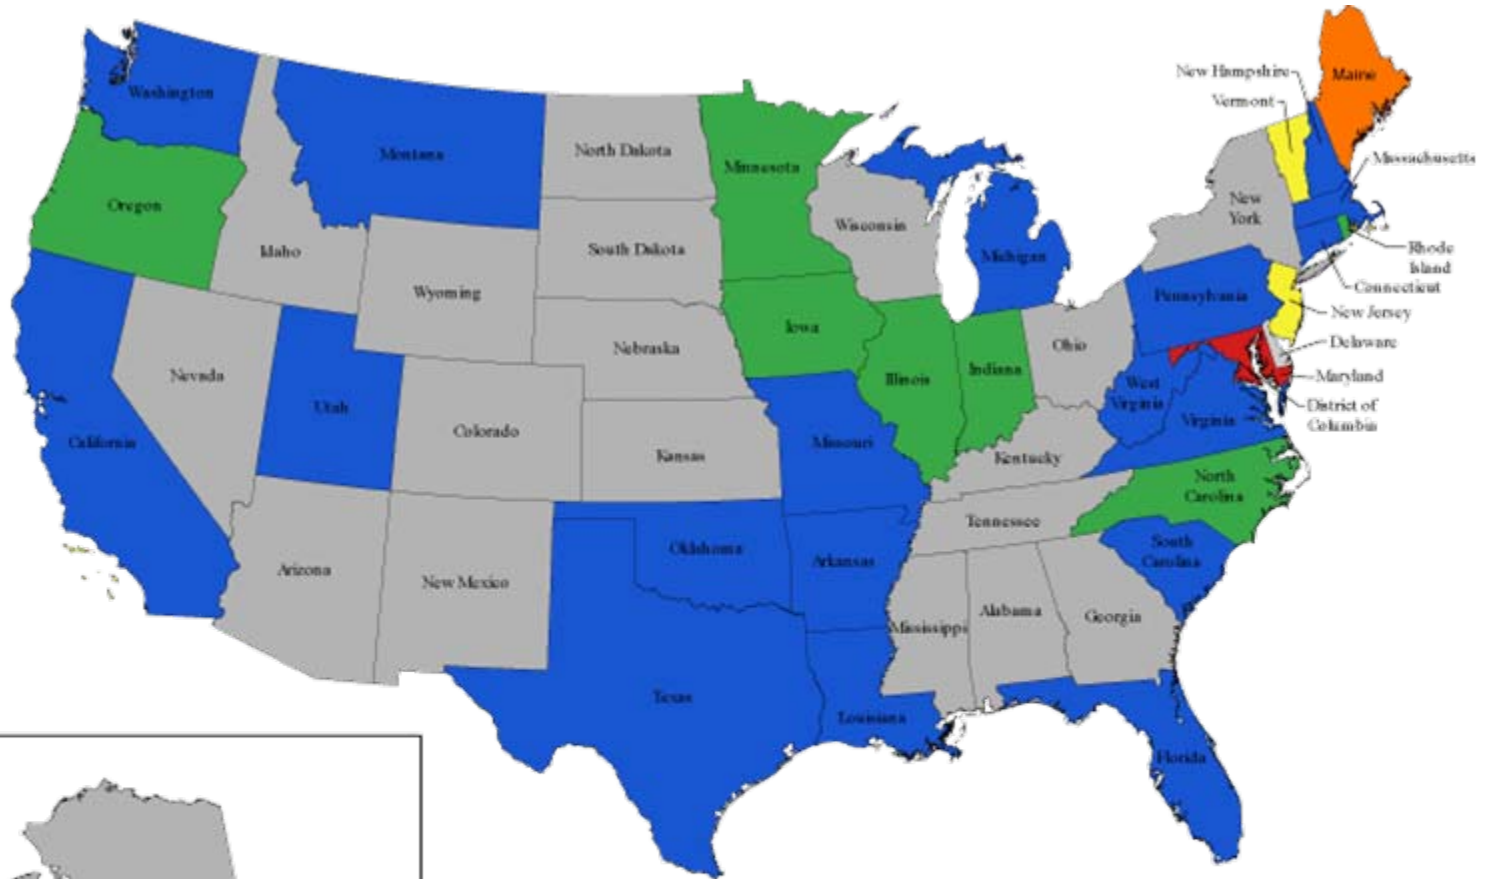 Washington
Montana
North Dakota
Minnesota
New Hampshire
Vermont
Maine
Massachusetts
Oregon
Idaho
South Dakota
Wisconsin
Michigan
New
York
Rhode
Island
Connecticut
Wyoming
Pennsylvania
New Jersey
Delaware
Maryland
District of
Columbia
Iowa
Nebraska
Ohio
Illinois
Indiana
Nevada
Utah
West
Virginia
Virginia
California
Colorado
Kansas
Missouri
Kentucky
North
Carolina
Tennessee
South
Carolina
Oklahoma
Arkansas
Arizona
New Mexico
Mississippi
Alabama
Georgia
Texas
Louisiana
Florida